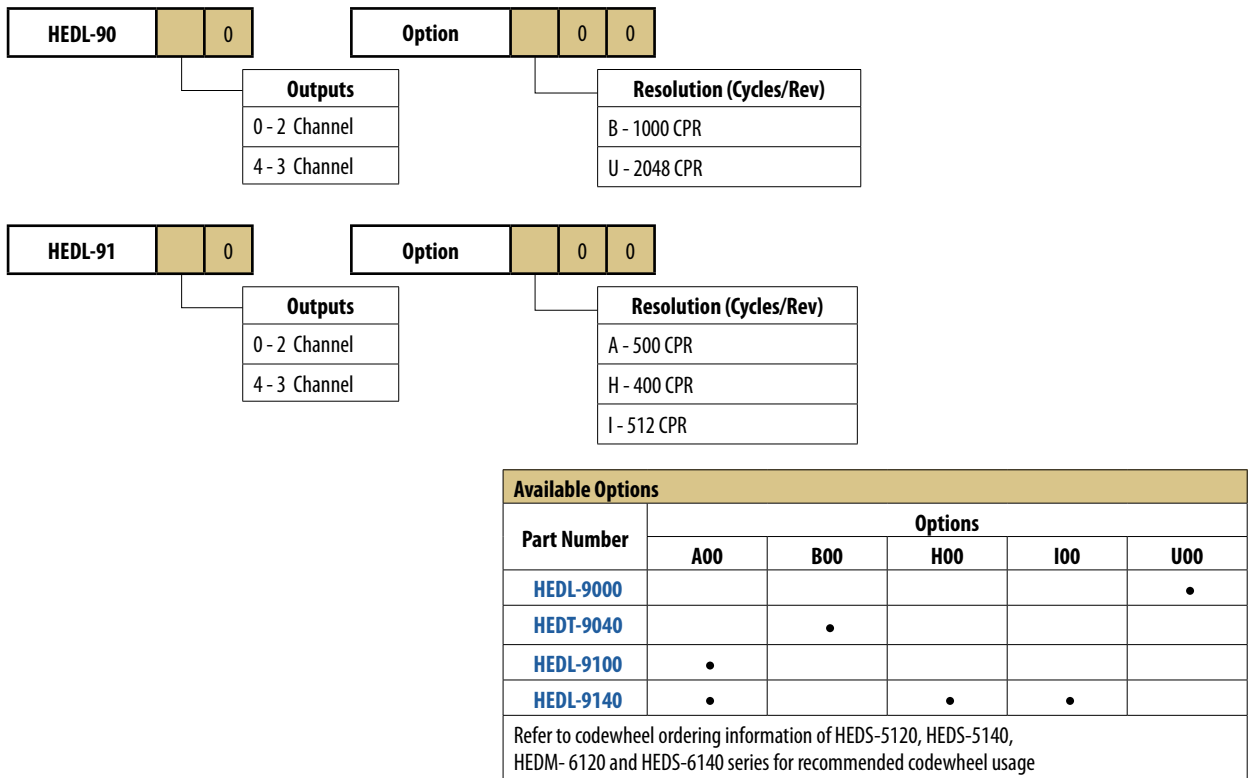 HEDL-90 0 Option 0 0
Outputs
0 - 2 Channel
4 - 3 Channel
Resolution (Cycles/Rev)
B - 1000 CPR
U - 2048 CPR
HEDL-91 0 Option 0 0
Outputs
0 - 2 Channel
4 - 3 Channel
Resolution (Cycles/Rev)
A - 500 CPR
H - 400 CPR
I - 512 CPR
Available Options
Part Number Options
A00 B00 H00 I00 U00
HEDL-9000 •
HEDT-9040 •
HEDL-9100 •
HEDL-9140 • • •
Refer to codewheel ordering information of HEDS-5120, HEDS-5140,
HEDM- 6120 and HEDS-6140 series for recommended codewheel usage